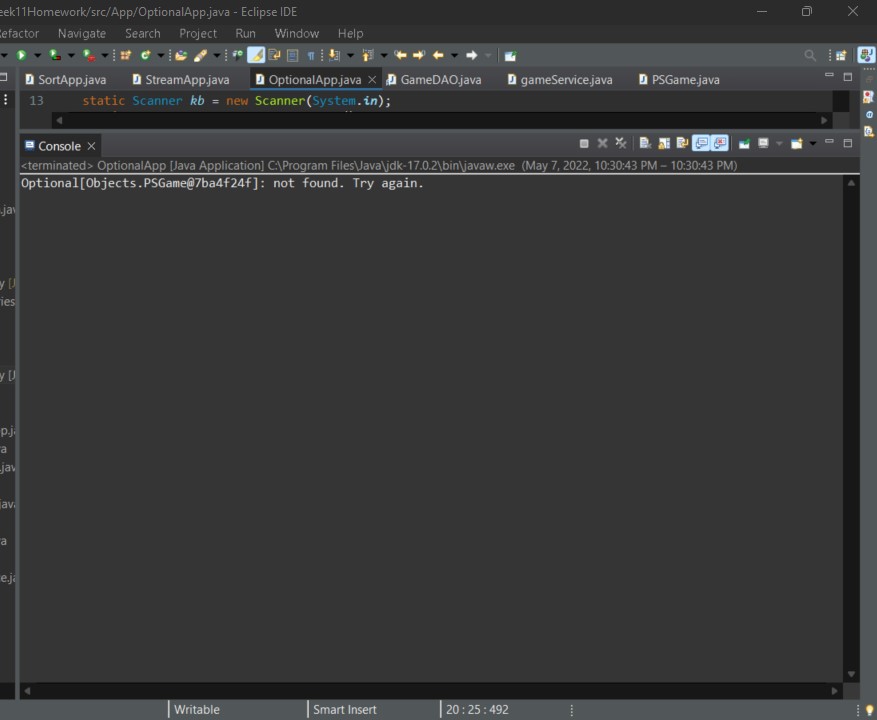 eek11Homework/src/App/OptionalApp.java - Eclipse IDE
efactor Navigate Search Project Run Window Help
SortApp.java StreamApp.java OptionalApp.java GameDAO.java gameService.java PSGame.java
13 static Scanner kb = new Scanner(System.in);
Console
<terminated> OptionalApp [Java Application] C:\Program Files\Java\jdk-17.0.2\bin\javaw.exe (May 7, 2022, 10:30:43 PM – 10:30:43 PM)
Optional[Objects.PSGame@7ba4f24f]: not found. Try again.
.jav
y [J
ies
y [J
p.ja
a
.jav
java
a
e.ja
Writable Smart Insert 20 : 25 : 492